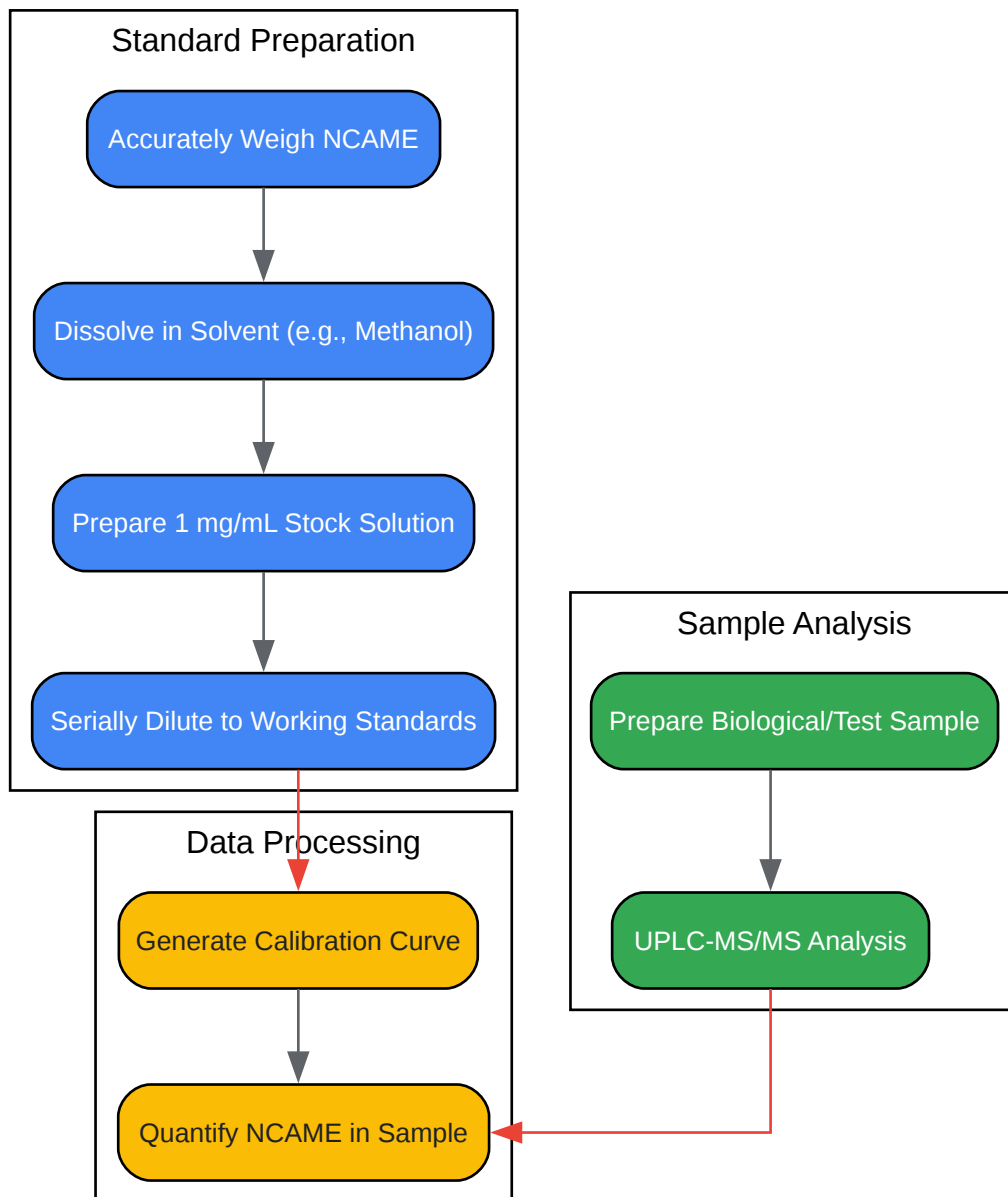 Standard Preparation
Accurately Weigh NCAME
Dissolve in Solvent (e.g., Methanol)
Prepare 1 mg/mL Stock Solution
Serially Dilute to Working Standards
Sample Analysis
Prepare Biological/Test Sample
UPLC-MS/MS Analysis
Data Processing
Generate Calibration Curve
Quantify NCAME in Sample